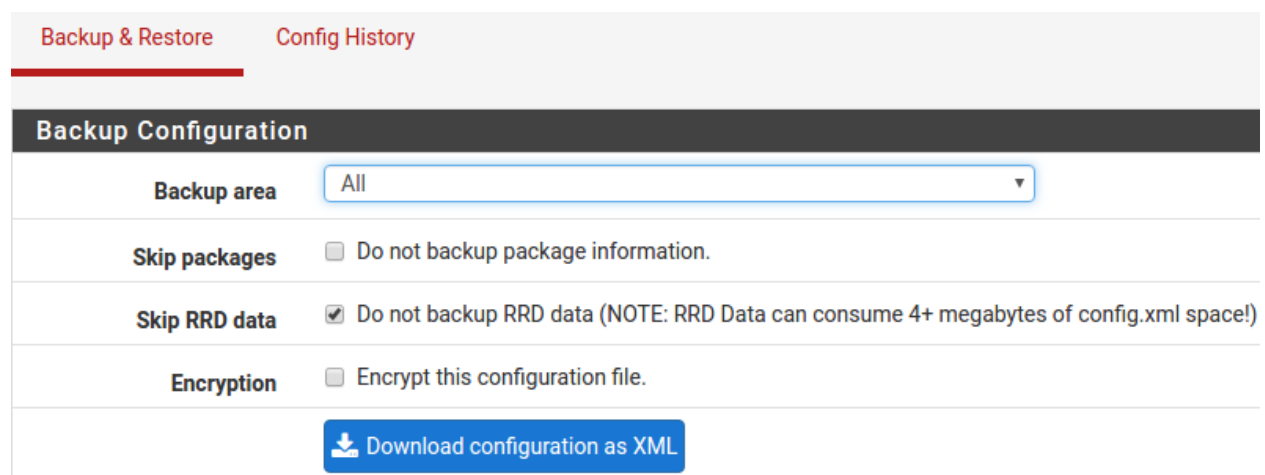 Backup & Restore Config History
Backup Configuration
Backup area All
Skip packages Do not backup package information.
Skip RRD data Do not backup RRD data (NOTE: RRD Data can consume 4+ megabytes of config.xml space!)
Encryption Encrypt this configuration file.
Download configuration as XML